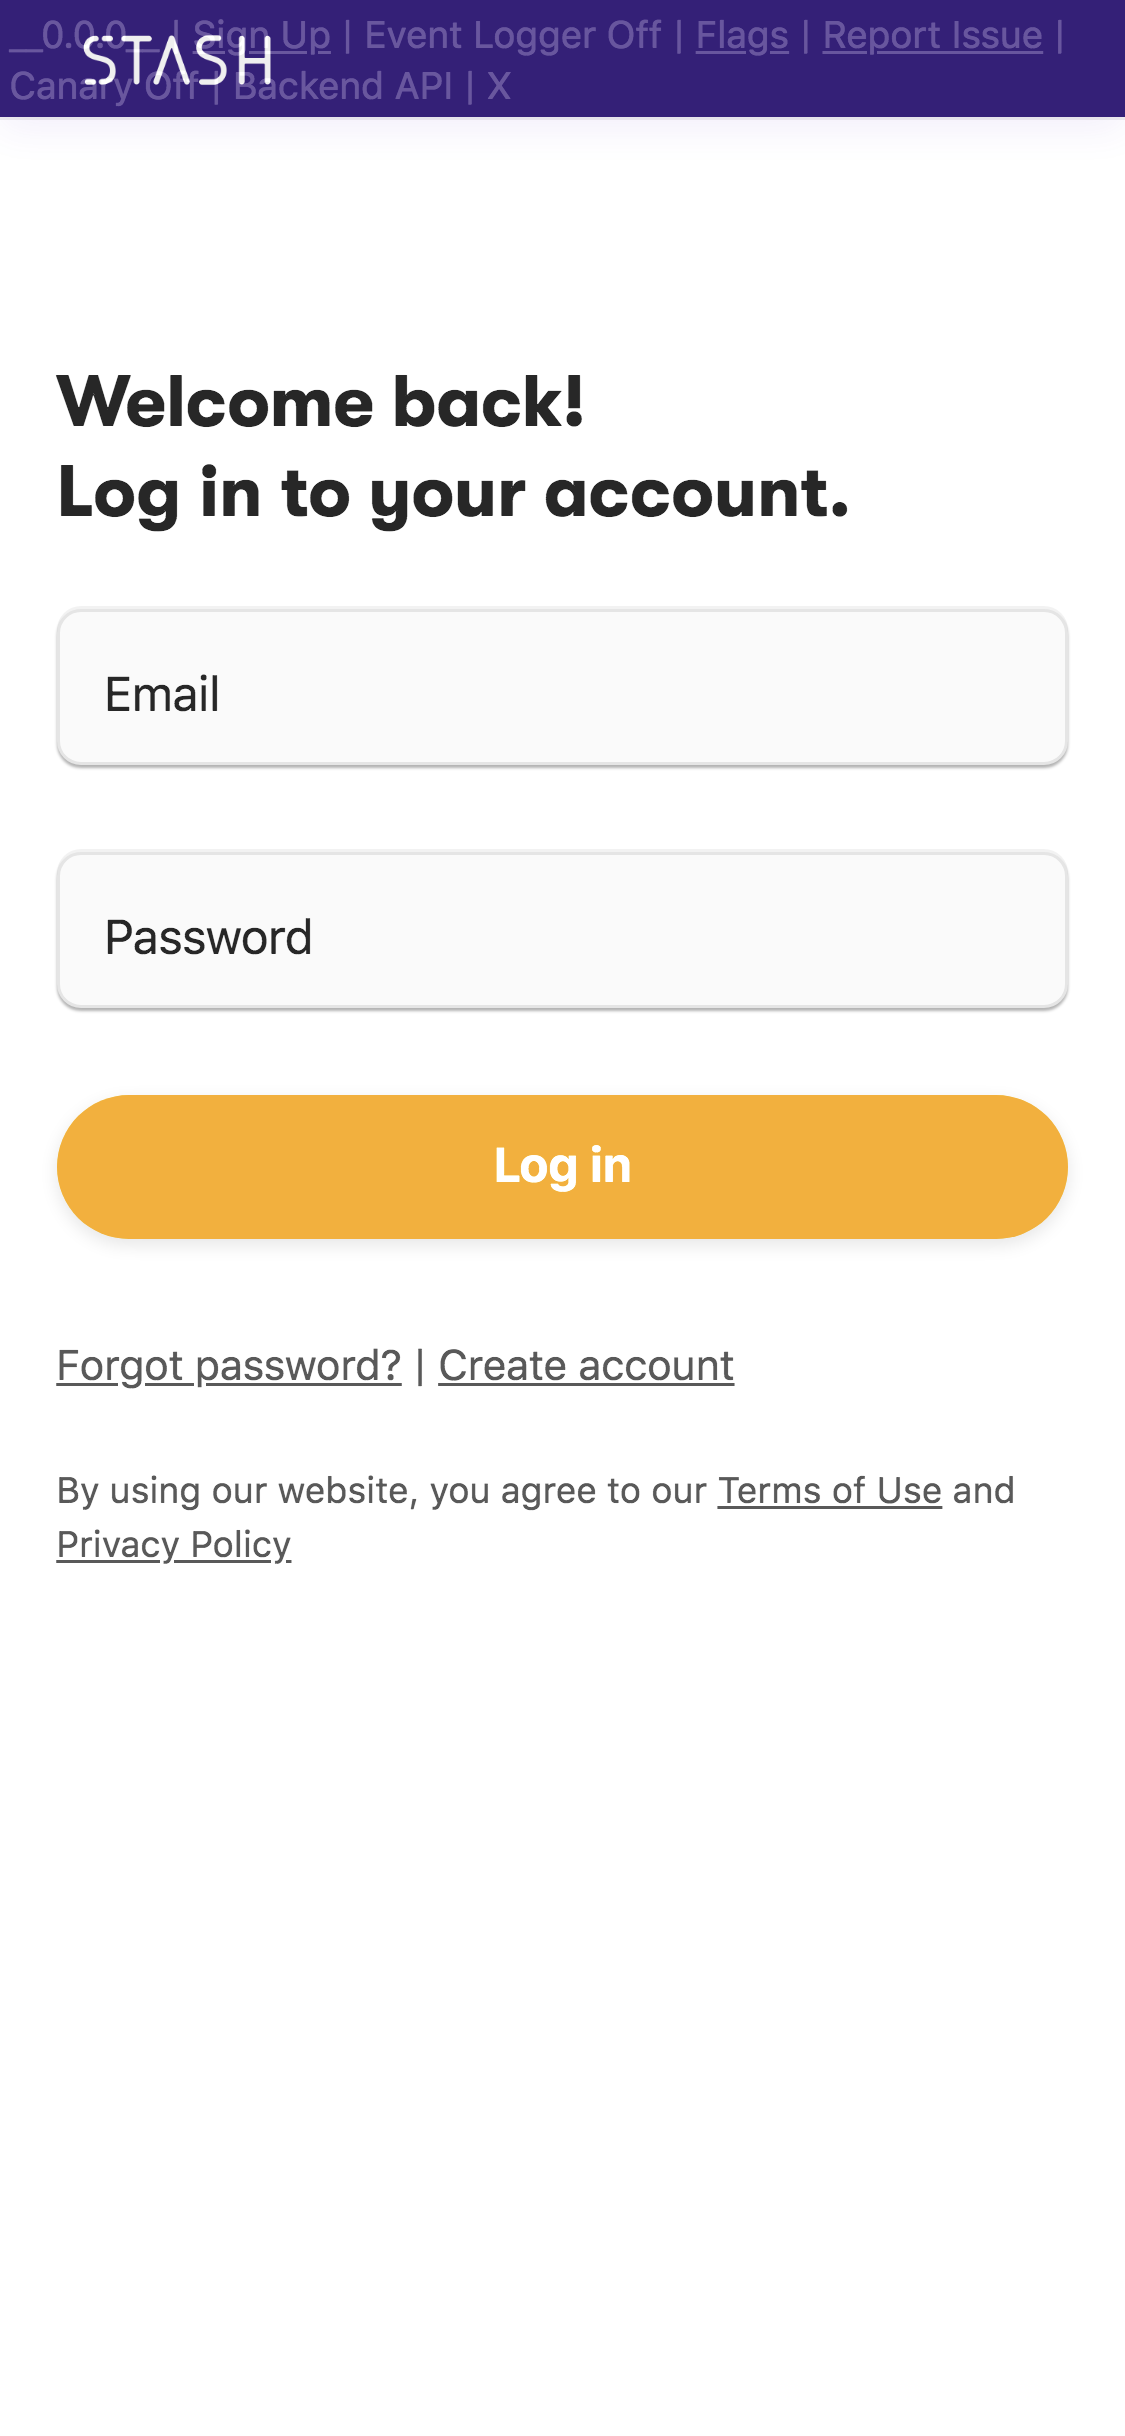 __0.0.0__ | Sign Up | Event Logger Off | Flags | Report Issue |
STASH
Canary Off | Backend API | X
Welcome back!
Log in to your account.
Email
Password
Log in
Forgot password? | Create account
By using our website, you agree to our Terms of Use and
Privacy Policy